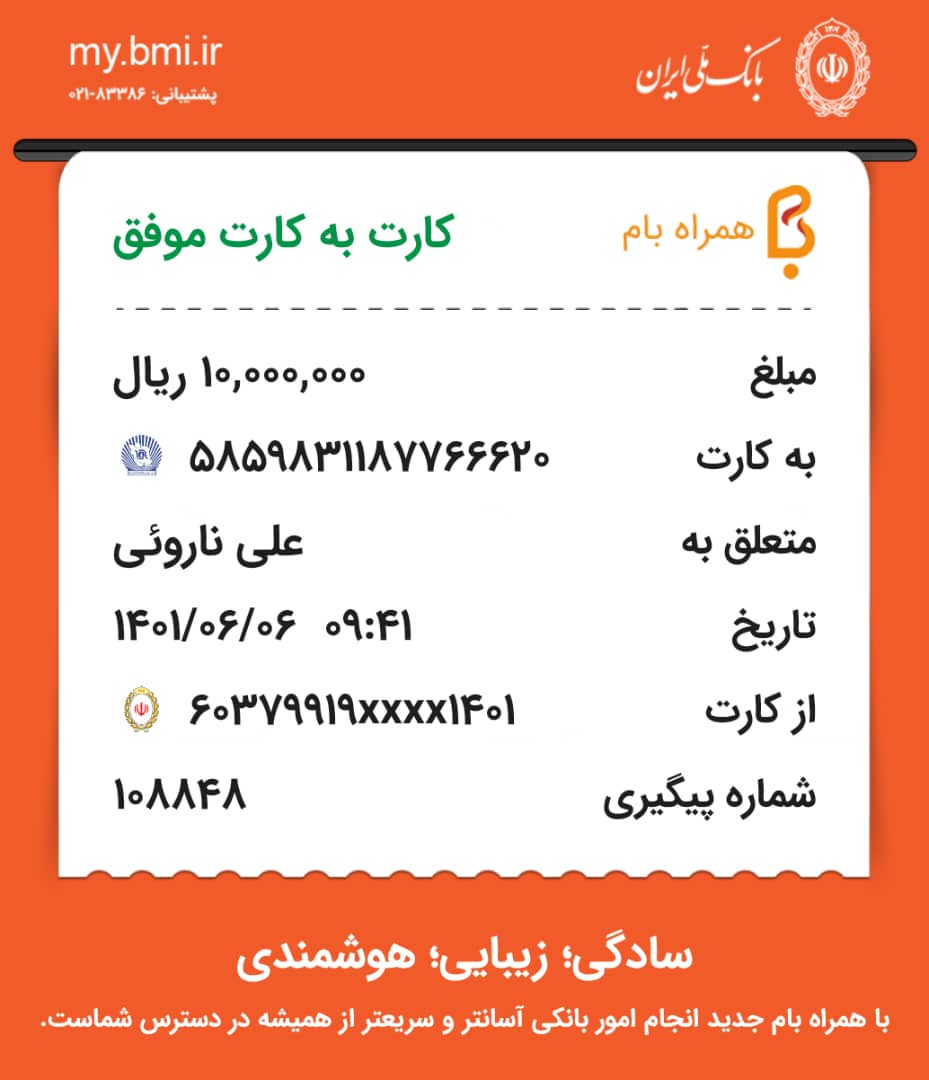 بانک ملی ایران
my.bmi.ir
پشتیبانی: ۸۳۳۸۶-۰۲۱
همراه بام
کارت به کارت موفق
مبلغ ۱۰,۰۰۰,۰۰۰ ریال
به کارت ۵۸۵۹۸۳۱۱۸۷۷۶۶۶۲۰
متعلق به علی ناروئی
تاریخ ۱۴۰۱/۰۶/۰۶ ۰۹:۴۱
از کارت ۶۰۳۷۹۹۱۹xxxx۱۴۰۱
شماره پیگیری ۱۰۸۸۴۸
سادگی؛ زیبایی؛ هوشمندی
با همراه بام جدید انجام امور بانکی آسانتر و سریعتر از همیشه در دسترس شماست.